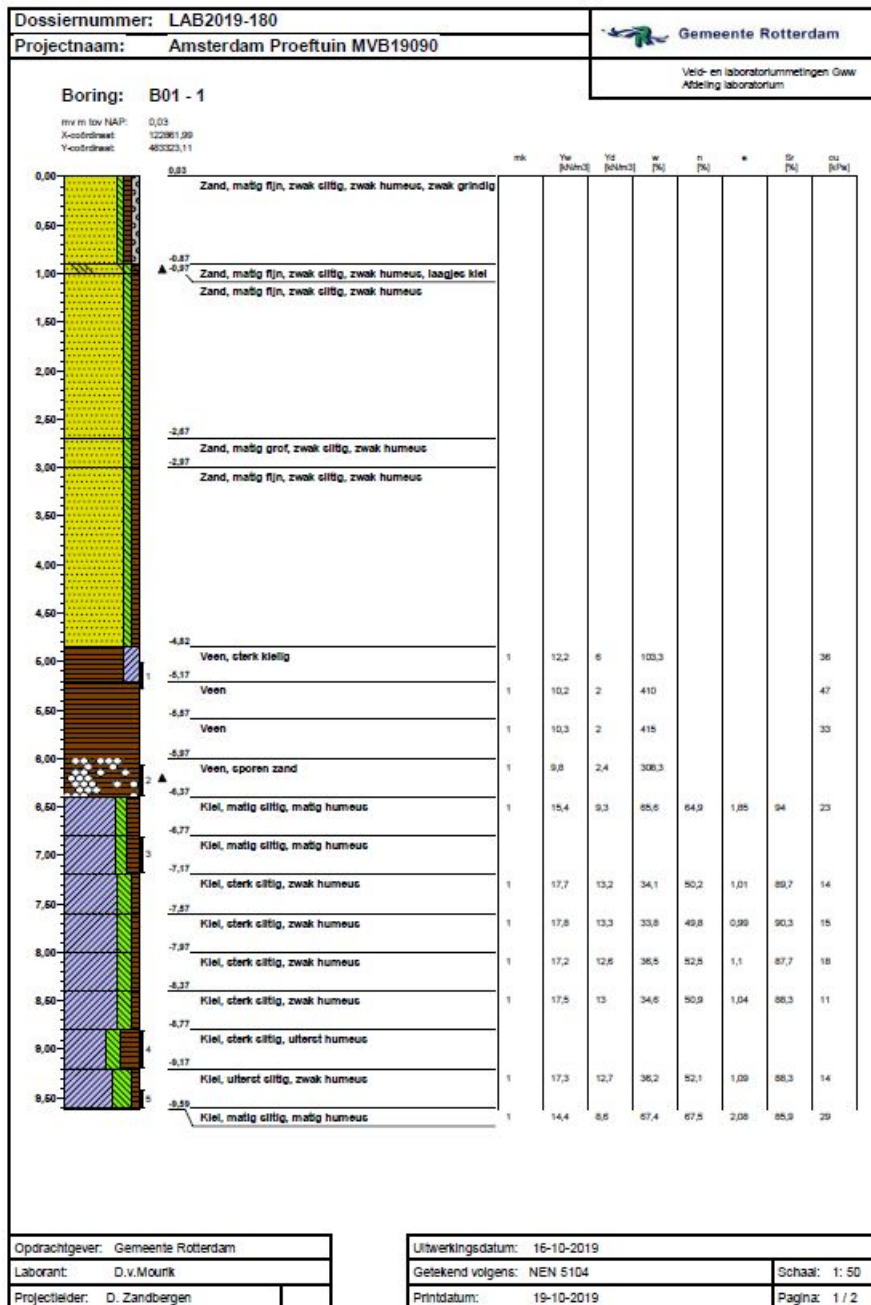 Dossiernummer: LAB2019-180
Projectnaam: Amsterdam Proeftuin MVB19090
Gemeente Rotterdam
Veld- en laboratoriummetingen Gww
Afdeling laboratorium
Boring: B01 - 1
mv m tov NAP: 0,03
X-coördinaat: 122861,99
Y-coördinaat: 483323,11
mk Yw [kN/m3] Yd [kN/m3] w [%] n [%] e Sr [%] cu [kPa]
0,00 0,03
Zand, matig fijn, zwak siltig, zwak humeus, zwak grindig
0,50
-0,87
1,00 -0,97 Zand, matig fijn, zwak siltig, zwak humeus, laagjes klei
Zand, matig fijn, zwak siltig, zwak humeus
1,50
2,00
2,50
-2,67
Zand, matig grof, zwak siltig, zwak humeus
3,00 -2,97
Zand, matig fijn, zwak siltig, zwak humeus
3,50
4,00
4,50
-4,82
5,00 Veen, sterk kleiig 1 12,2 6 103,3 36
1 -5,17
Veen 1 10,2 2 410 47
5,50 -5,57
Veen 1 10,3 2 415 33
6,00 -5,97
2 Veen, sporen zand 1 9,8 2,4 308,3
-6,37
6,50 Klei, matig siltig, matig humeus 1 15,4 9,3 65,6 64,9 1,85 94 23
-6,77
7,00 3 Klei, matig siltig, matig humeus
-7,17
Klei, sterk siltig, zwak humeus 1 17,7 13,2 34,1 50,2 1,01 89,7 14
7,50 -7,57
Klei, sterk siltig, zwak humeus 1 17,8 13,3 33,8 49,8 0,99 90,3 15
8,00 -7,97
Klei, sterk siltig, zwak humeus 1 17,2 12,6 36,5 52,5 1,1 87,7 18
-8,37
8,50 Klei, sterk siltig, zwak humeus 1 17,5 13 34,6 50,9 1,04 88,3 11
-8,77
9,00 4 Klei, sterk siltig, uiterst humeus
-9,17
Klei, uiterst siltig, zwak humeus 1 17,3 12,7 36,2 52,1 1,09 88,3 14
9,50 5 -9,59
Klei, matig siltig, matig humeus 1 14,4 8,6 67,4 67,5 2,08 85,9 29
Opdrachtgever: Gemeente Rotterdam
Laborant: D.v.Mourik
Projectleider: D. Zandbergen
Uitwerkingsdatum: 16-10-2019
Getekend volgens: NEN 5104 Schaal: 1: 50
Printdatum: 19-10-2019 Pagina: 1 / 2